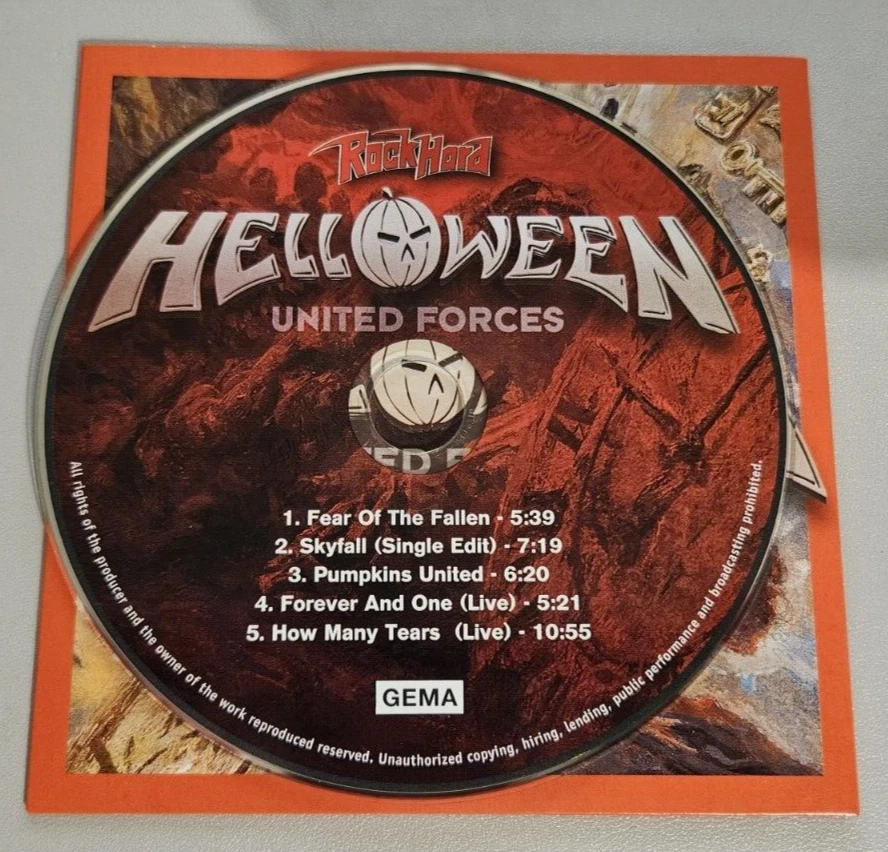 RockHard
HELLOWEEN
UNITED FORCES
TED F
1. Fear Of The Fallen - 5:39
2. Skyfall (Single Edit) - 7:19
3. Pumpkins United - 6:20
4. Forever And One (Live) - 5:21
5. How Many Tears (Live) - 10:55
GEMA
All rights of the producer and the owner of the work reproduced reserved. Unauthorized copying, hiring, lending, public performance and broadcasting prohibited.